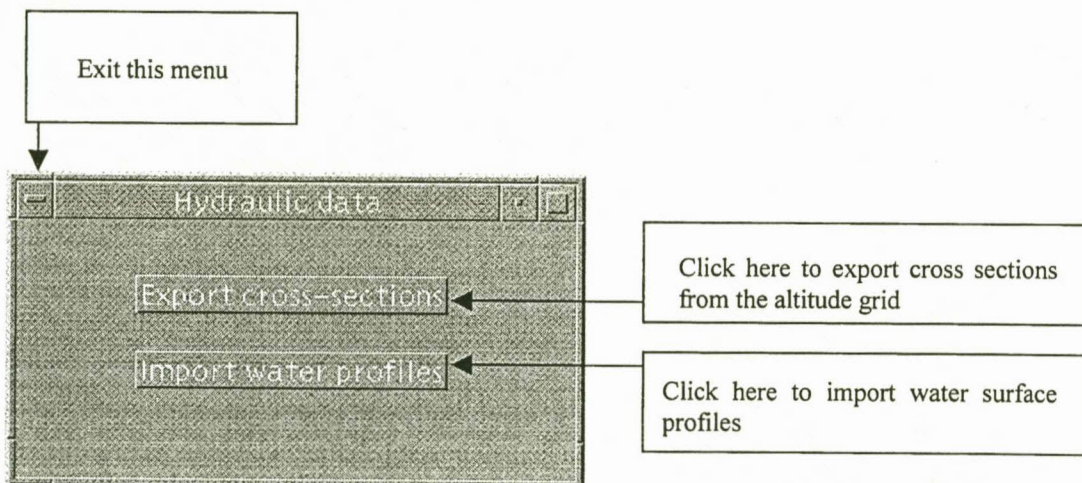 Exit this menu
Hydraulic data
Export cross-sections
Click here to export cross sections
from the altitude grid
Import water profiles
Click here to import water surface
profiles